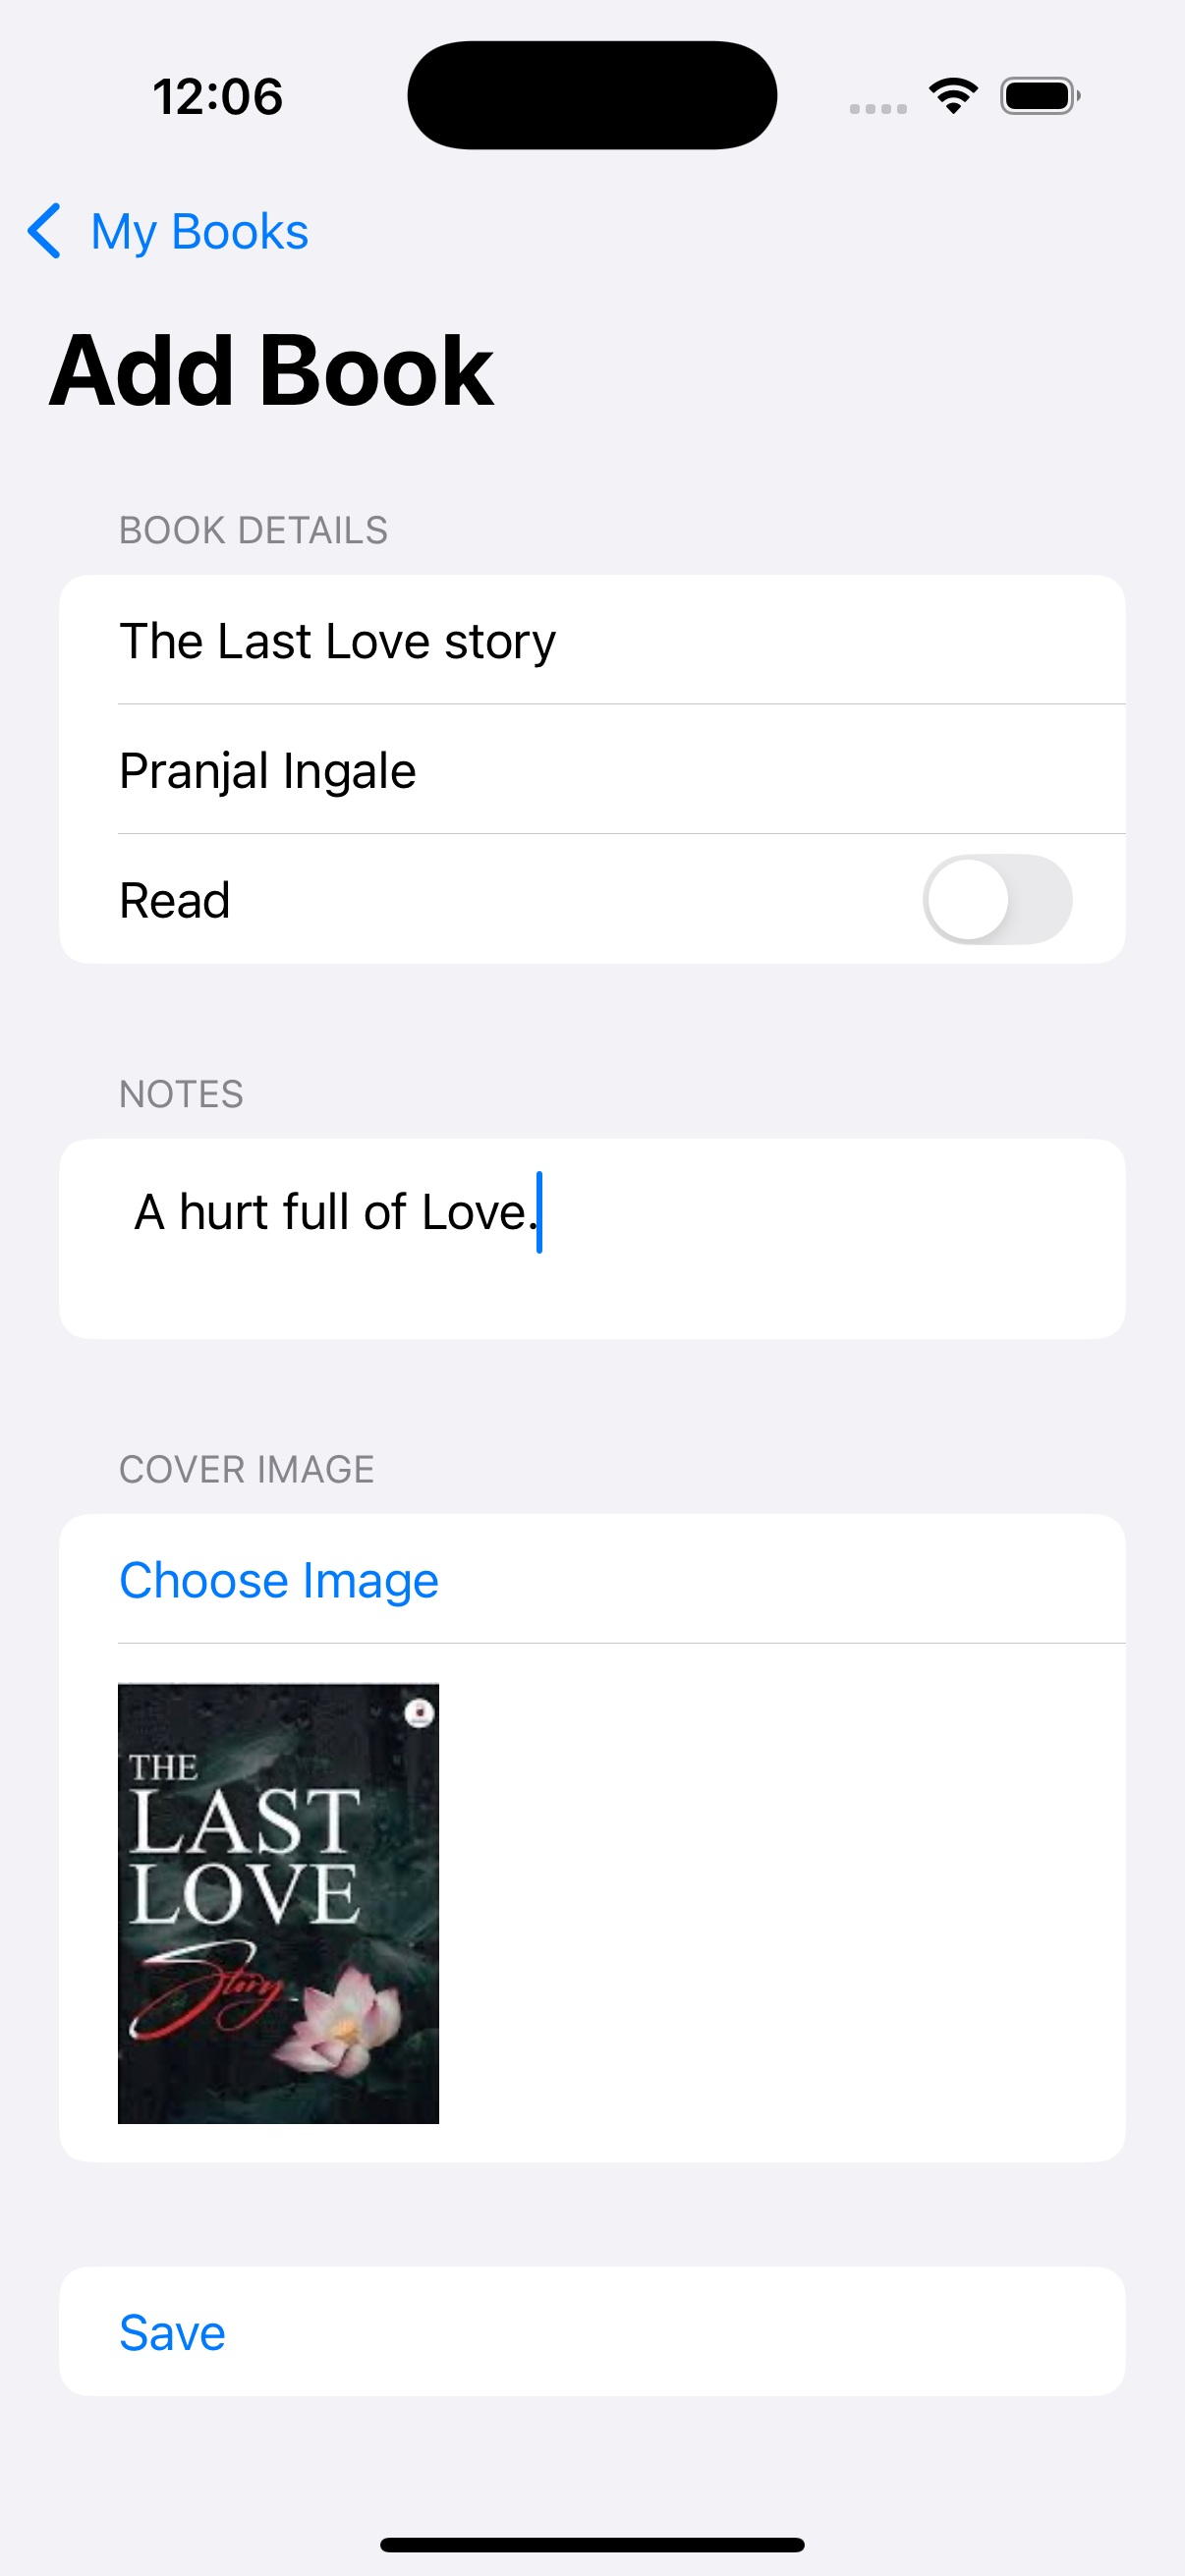 12:06
My Books
Add Book
BOOK DETAILS
The Last Love story
Pranjal Ingale
Read
NOTES
A hurt full of Love.
COVER IMAGE
Choose Image
THE
LAST
LOVE
Story
Save